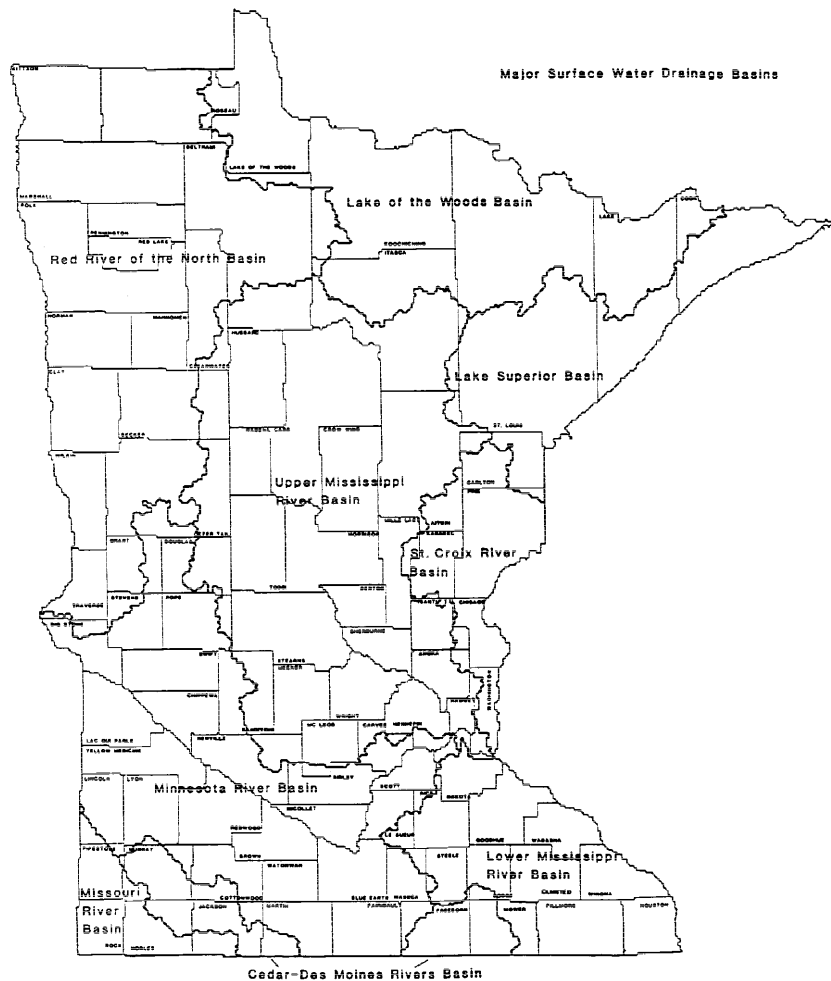 Major Surface Water Drainage Basins
KITTSON
ROSEAU
BELTRAMI
LAKE OF THE WOODS
MARSHALL
POLK
Lake of the Woods Basin
LAKE
COOK
PENNINGTON
RED LAKE
KOOCHICHING
ITASCA
Red River of the North Basin
NORMAN
MAHNOMEN
HUBBARD
CLAY
CLEARWATER
Lake Superior Basin
BECKER
CROW WING
ST. LOUIS
CARLTON
PINE
Upper Mississippi
River Basin
MILLE LACS
AITKIN
KANABEC
GRANT
DOUGLAS
OTTER TAIL
MORRISON
St. Croix River
Basin
TODD
BENTON
TRAVERSE
STEVENS
POPE
CHISAGO
BIG STONE
SHERBURNE
SWIFT
STEARNS
MEEKER
ANOKA
WASHINGTON
CHIPPEWA
RAMSEY
WRIGHT
MC LEOD
CARVER
HENNEPIN
LAC QUI PARLE
YELLOW MEDICINE
RENVILLE
KANDIYOHI
LINCOLN
LYON
Minnesota River Basin
SIBLEY
SCOTT
DAKOTA
NICOLLET
RICE
REDWOOD
LE SUEUR
GOODHUE
WABASHA
PIPESTONE
MURRAY
BROWN
WATONWAN
STEELE
Lower Mississippi
River Basin
Missouri
River
Basin
COTTONWOOD
BLUE EARTH
WASECA
DODGE
OLMSTED
WINONA
JACKSON
MARTIN
FARIBAULT
FREEBORN
MOWER
FILLMORE
HOUSTON
ROCK
NOBLES
Cedar-Des Moines Rivers Basin